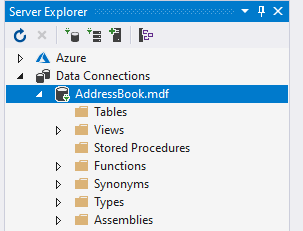 Server Explorer
Azure
Data Connections
AddressBook.mdf
Tables
Views
Stored Procedures
Functions
Synonyms
Types
Assemblies